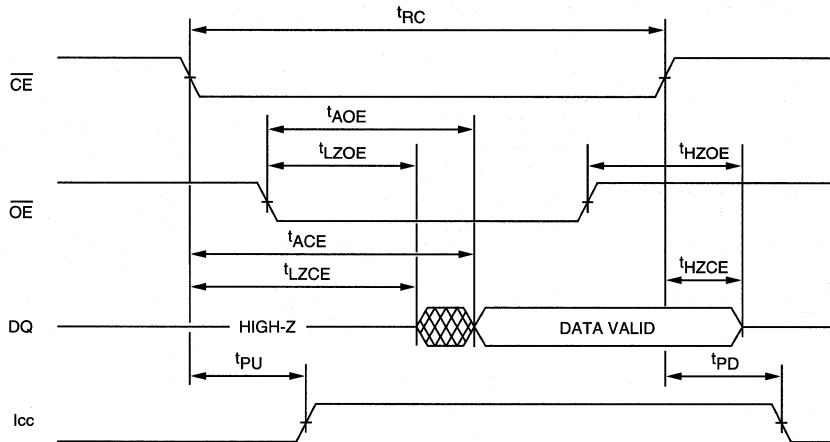 tRC
CE
tAOE
tLZOE
tHZOE
OE
tACE
tLZCE
tHZCE
DQ
HIGH-Z
DATA VALID
tPU
tPD
Icc